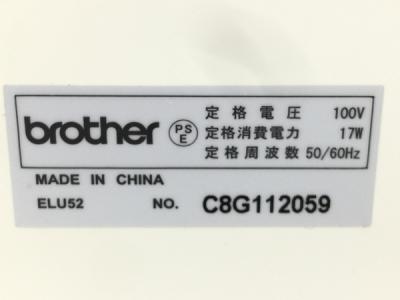 brother
PS
E
定格電圧 100V
定格消費電力 17W
定格周波数 50/60Hz
MADE IN CHINA
ELU52 NO. C8G112059